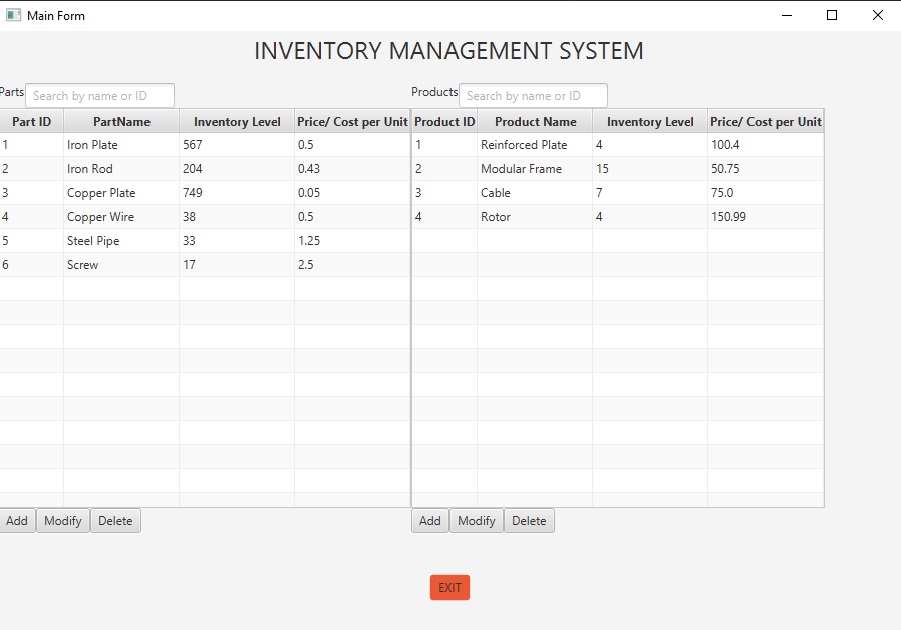 Main Form
INVENTORY MANAGEMENT SYSTEM
Parts Search by name or ID
Part ID PartName Inventory Level Price/ Cost per Unit
1 Iron Plate 567 0.5
2 Iron Rod 204 0.43
3 Copper Plate 749 0.05
4 Copper Wire 38 0.5
5 Steel Pipe 33 1.25
6 Screw 17 2.5
Add Modify Delete
Products Search by name or ID
Product ID Product Name Inventory Level Price/ Cost per Unit
1 Reinforced Plate 4 100.4
2 Modular Frame 15 50.75
3 Cable 7 75.0
4 Rotor 4 150.99
Add Modify Delete
EXIT